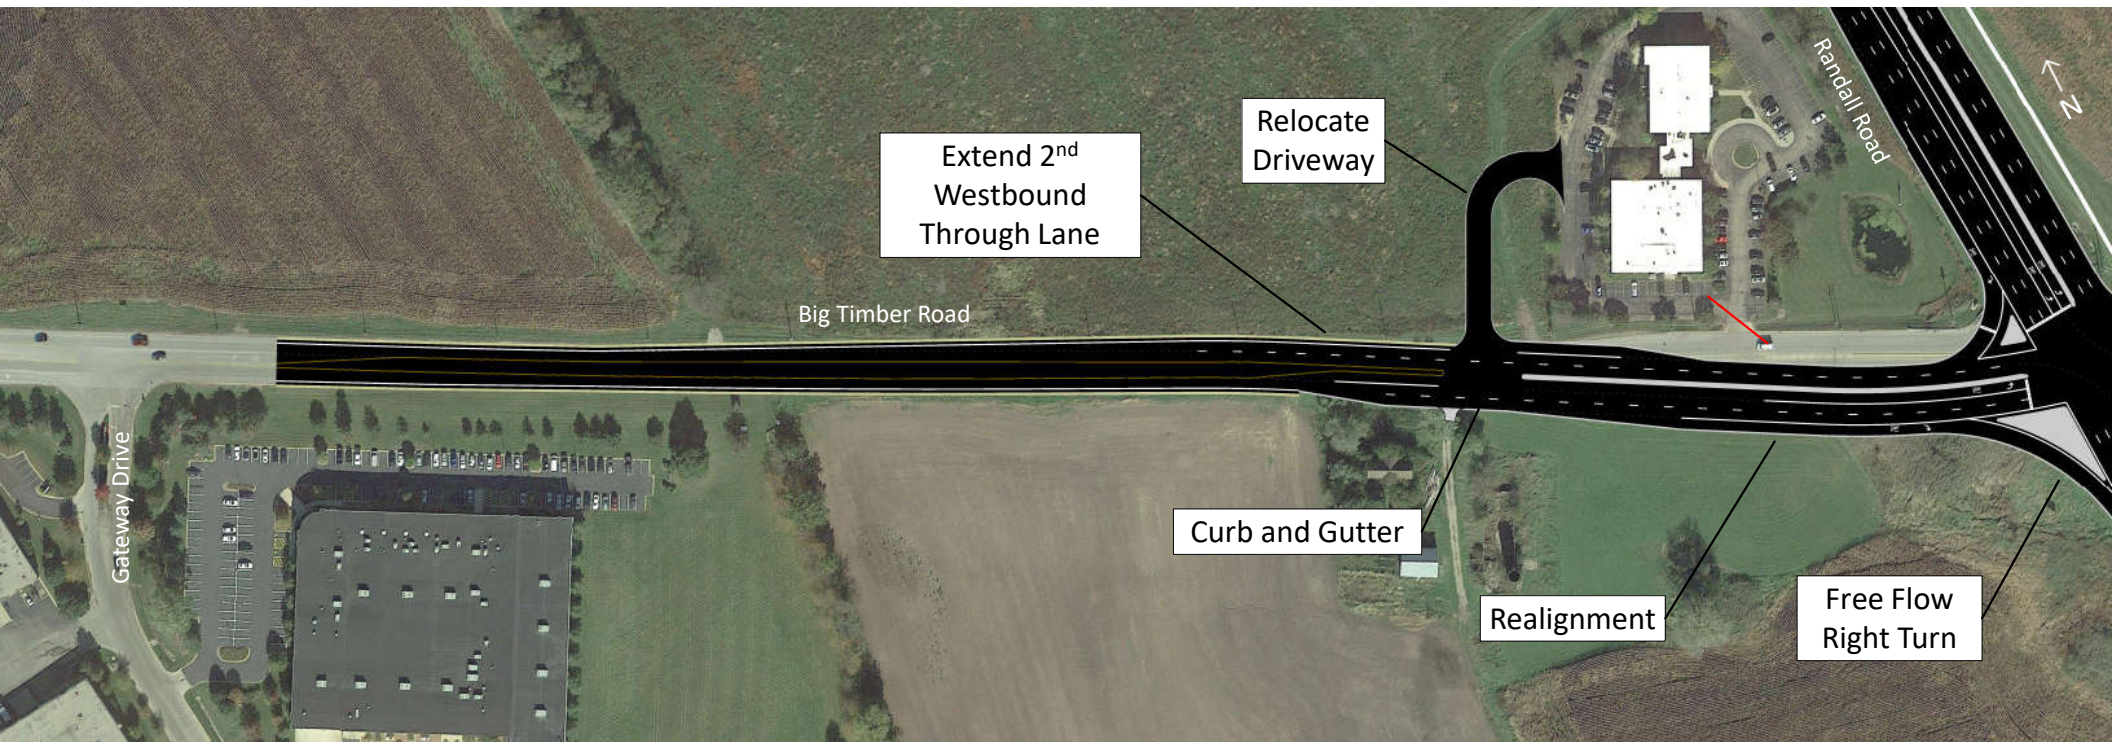 Extend 2nd
Westbound
Through Lane
Relocate
Driveway
Randall Road
N
Big Timber Road
Gateway Drive
Curb and Gutter
Realignment
Free Flow
Right Turn